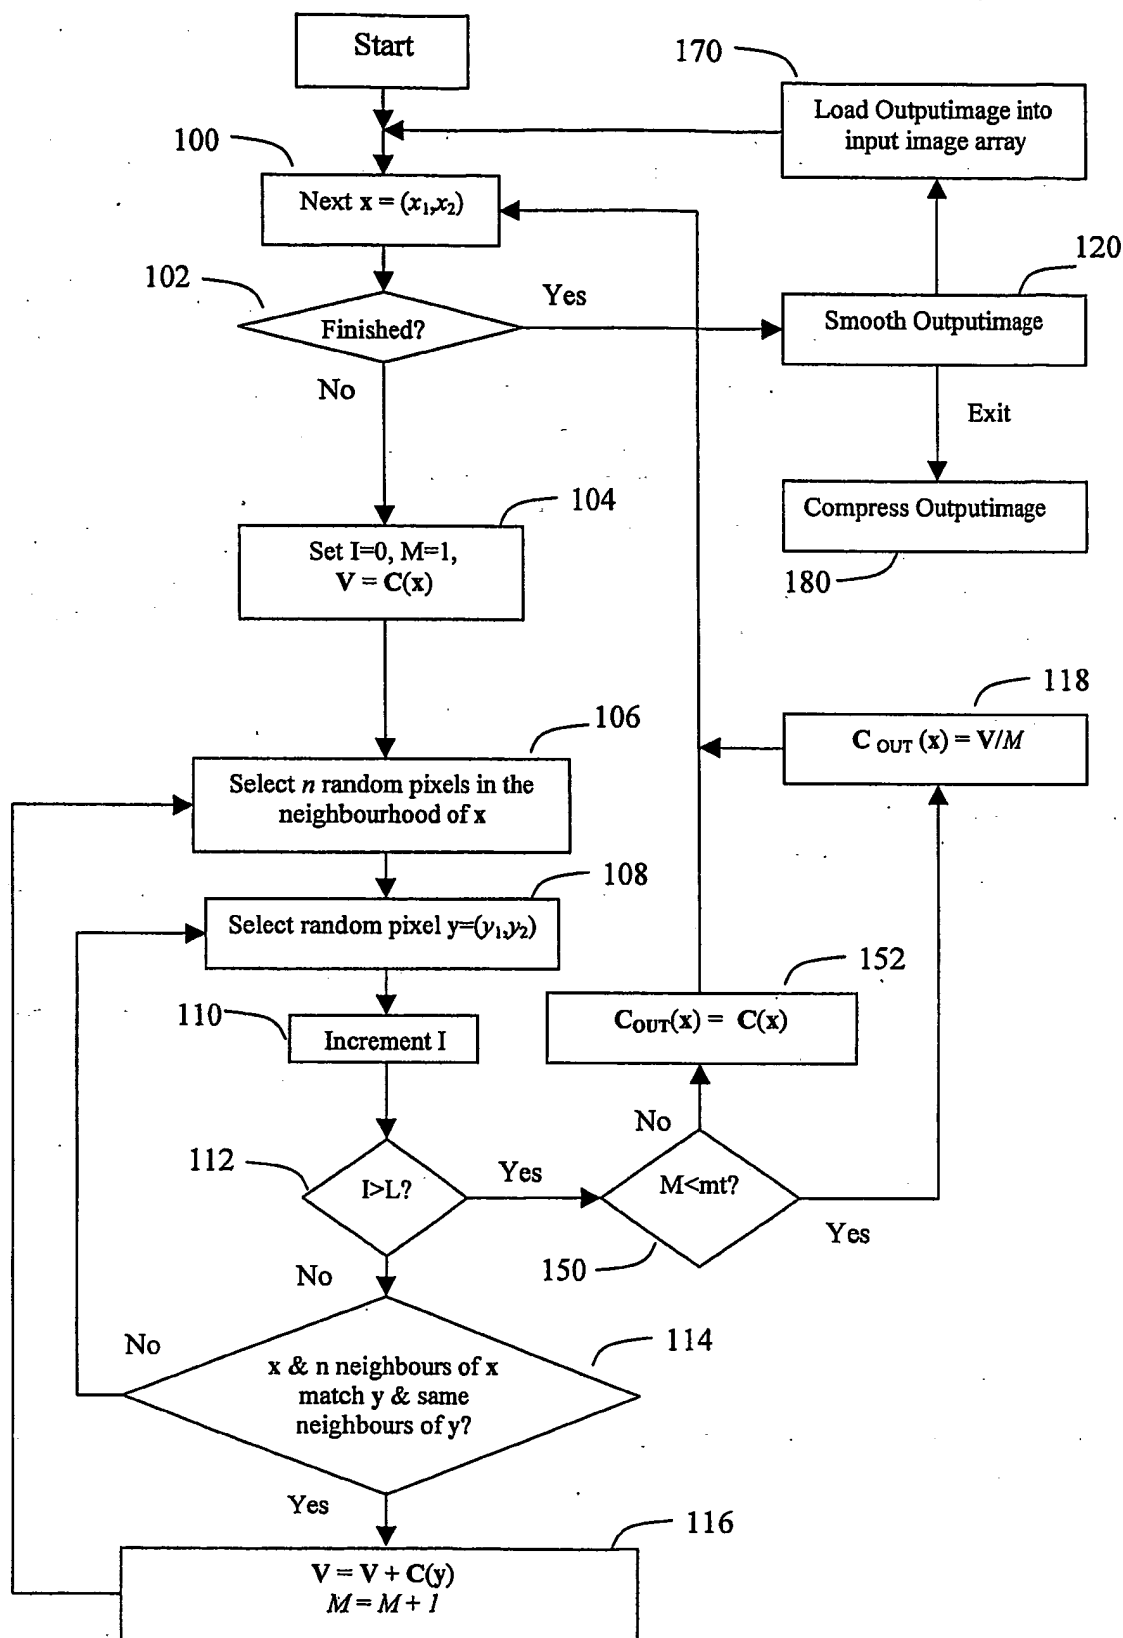 Start
170
Load Outputimage into
input image array
100
Next x = (x₁,x₂)
120
102
Finished?
Yes
Smooth Outputimage
No
Exit
104
Set I=0, M=1,
V = C(x)
Compress Outputimage
180
106
Select n random pixels in the
neighbourhood of x
118
C OUT (x) = V/M
108
Select random pixel y=(y₁,y₂)
152
C_OUT(x) = C(x)
110
Increment I
No
112
I>L?
Yes
M<mt?
Yes
150
No
No
114
x & n neighbours of x
match y & same
neighbours of y?
Yes
116
V = V + C(y)
M = M + 1